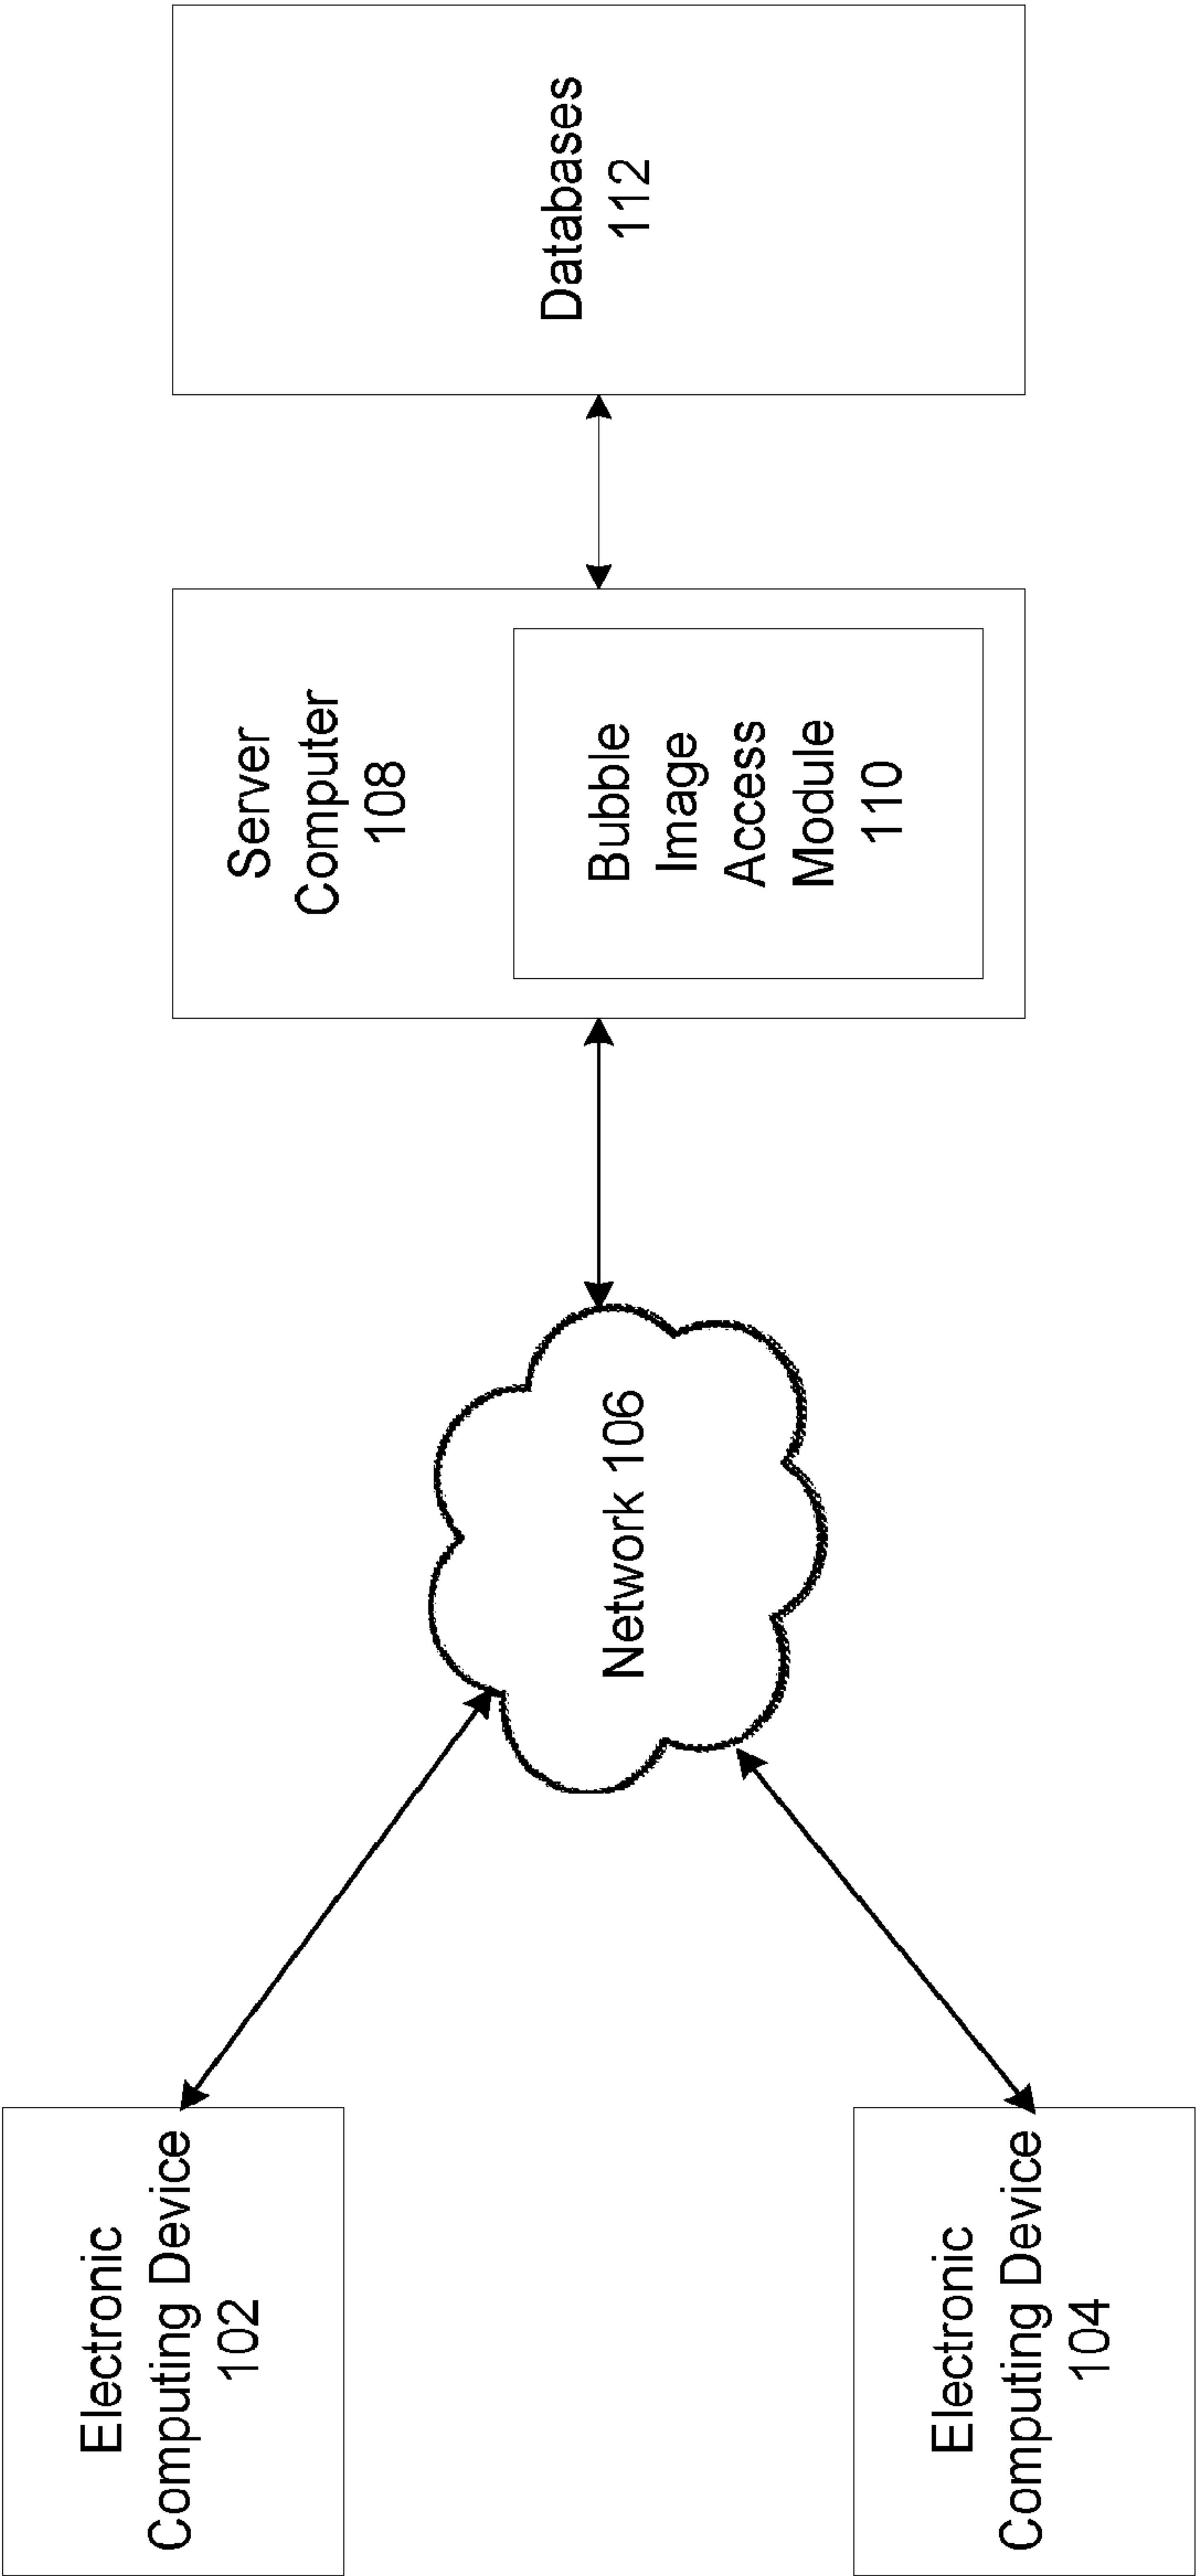 Electronic
Computing Device
102
Electronic
Computing Device
104
Network 106
Server
Computer
108
Bubble
Image
Access
Module
110
Databases
112